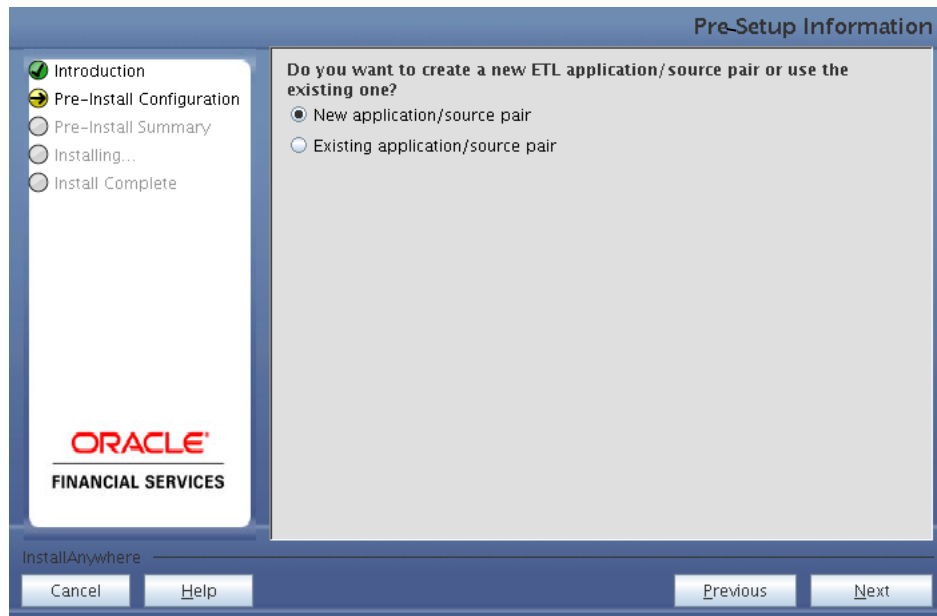 Pre-Setup Information
Introduction
Pre-Install Configuration
Pre-Install Summary
Installing...
Install Complete
ORACLE'
FINANCIAL SERVICES
Do you want to create a new ETL application/source pair or use the
existing one?
New application/source pair
Existing application/source pair
InstallAnywhere
Cancel
Help
Previous
Next